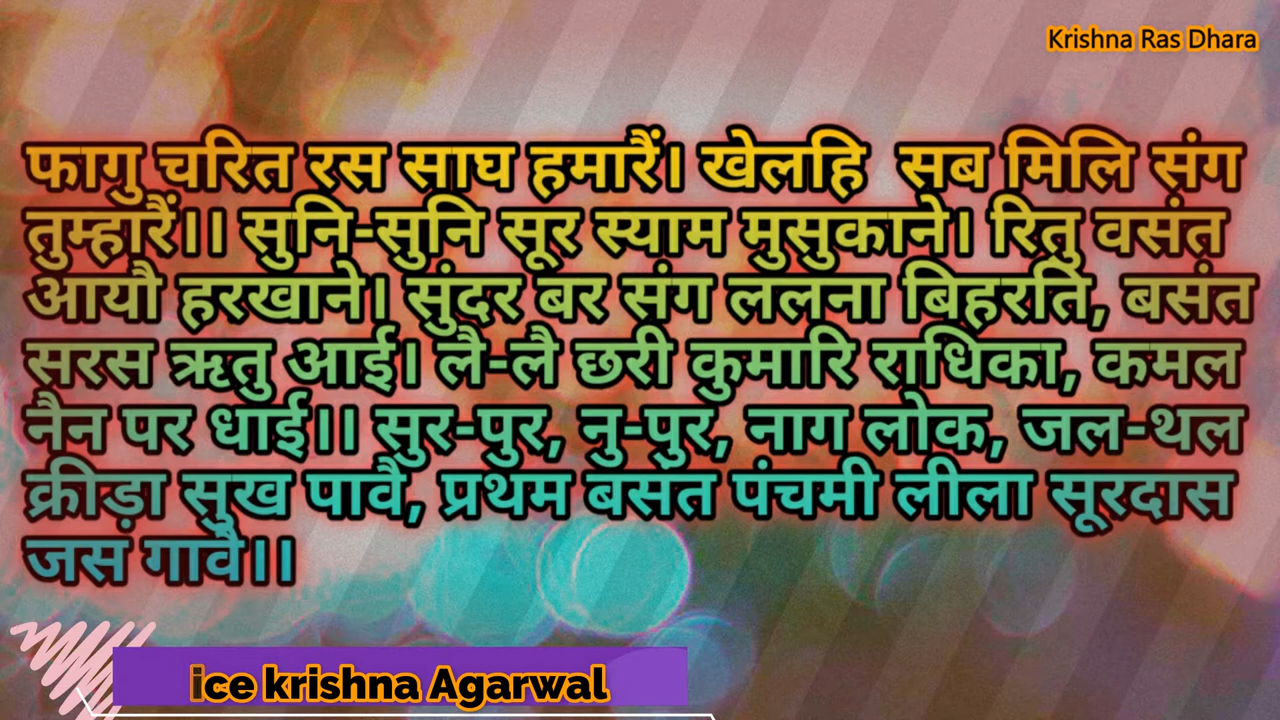 Krishna Ras Dhara
फागु चरित रस साघ हमारैं। खेलहि सब मिलि संग
तुम्हारैं।। सुनि-सुनि सूर स्याम मुसुकाने। रितु वसंत
आयौ हरखाने। सुंदर बर संग ललना बिहरति, बसंत
सरस ऋतु आई। लै-लै छरी कुमारि राधिका, कमल
नैन पर धाई।। सुर-पुर, नु-पुर, नाग लोक, जल-थल
क्रीड़ा सुख पावै, प्रथम बसंत पंचमी लीला सूरदास
जस गावै।।
ice krishna Agarwal